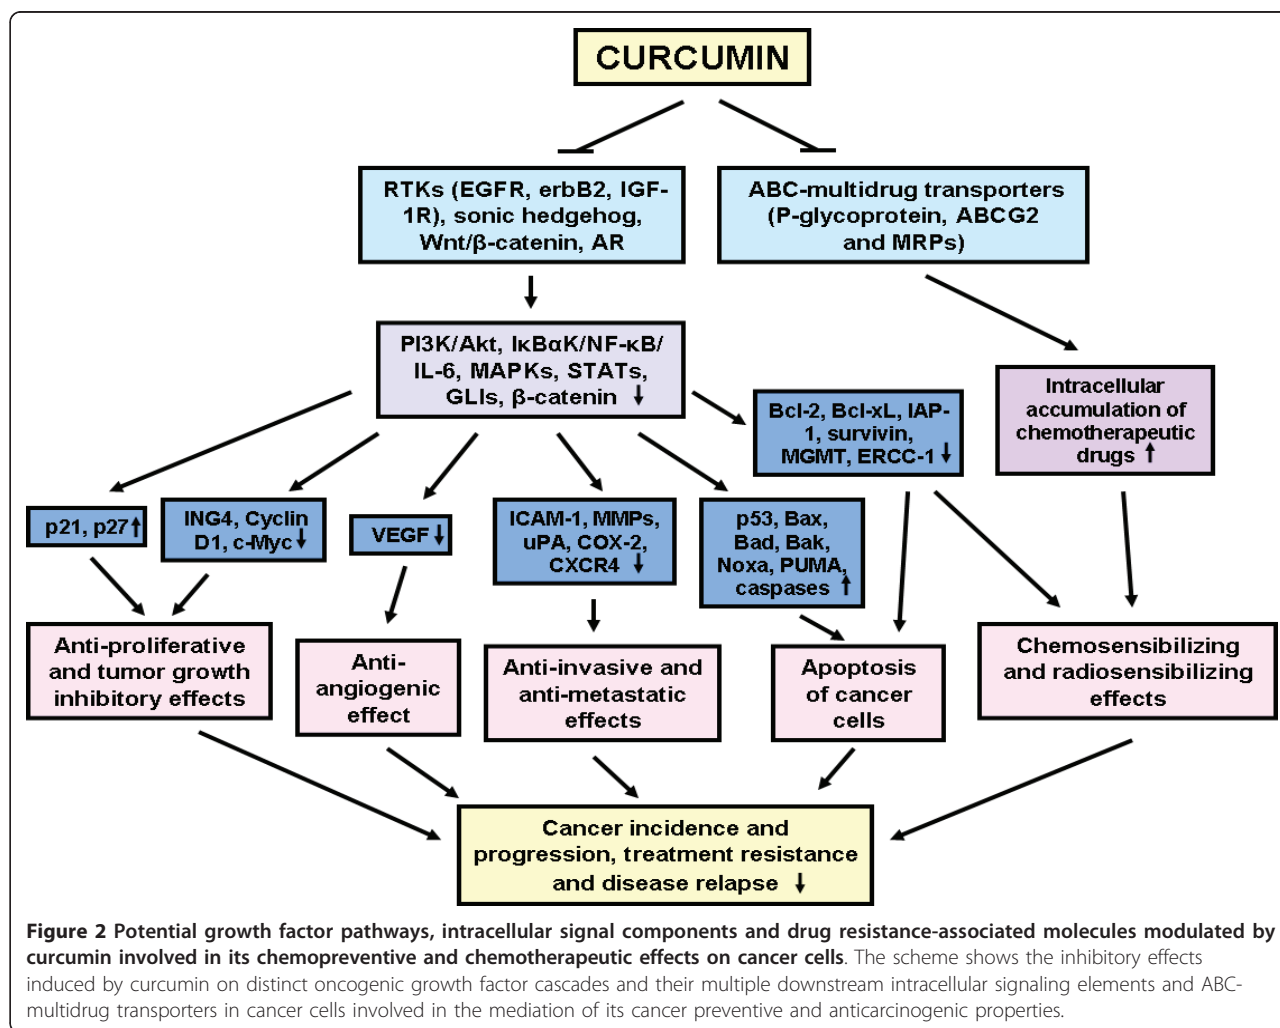 CURCUMIN
RTKs (EGFR, erbB2, IGF-
1R), sonic hedgehog,
Wnt/β-catenin, AR
ABC-multidrug transporters
(P-glycoprotein, ABCG2
and MRPs)
PI3K/Akt, IκBαK/NF-κB/
IL-6, MAPKs, STATs,
GLIs, β-catenin ↓
Bcl-2, Bcl-xL, IAP-
1, survivin,
MGMT, ERCC-1 ↓
Intracellular
accumulation of
chemotherapeutic
drugs ↑
p21, p27 ↑
ING4, Cyclin
D1, c-Myc ↓
VEGF ↓
ICAM-1, MMPs,
uPA, COX-2,
CXCR4 ↓
p53, Bax,
Bad, Bak,
Noxa, PUMA,
caspases ↑
Anti-proliferative
and tumor growth
inhibitory effects
Anti-
angiogenic
effect
Anti-invasive and
anti-metastatic
effects
Apoptosis
of cancer
cells
Chemosensibilizing
and radiosensibilizing
effects
Cancer incidence and
progression, treatment resistance
and disease relapse ↓
Figure 2 Potential growth factor pathways, intracellular signal components and drug resistance-associated molecules modulated by
curcumin involved in its chemopreventive and chemotherapeutic effects on cancer cells. The scheme shows the inhibitory effects
induced by curcumin on distinct oncogenic growth factor cascades and their multiple downstream intracellular signaling elements and ABC-
multidrug transporters in cancer cells involved in the mediation of its cancer preventive and anticarcinogenic properties.